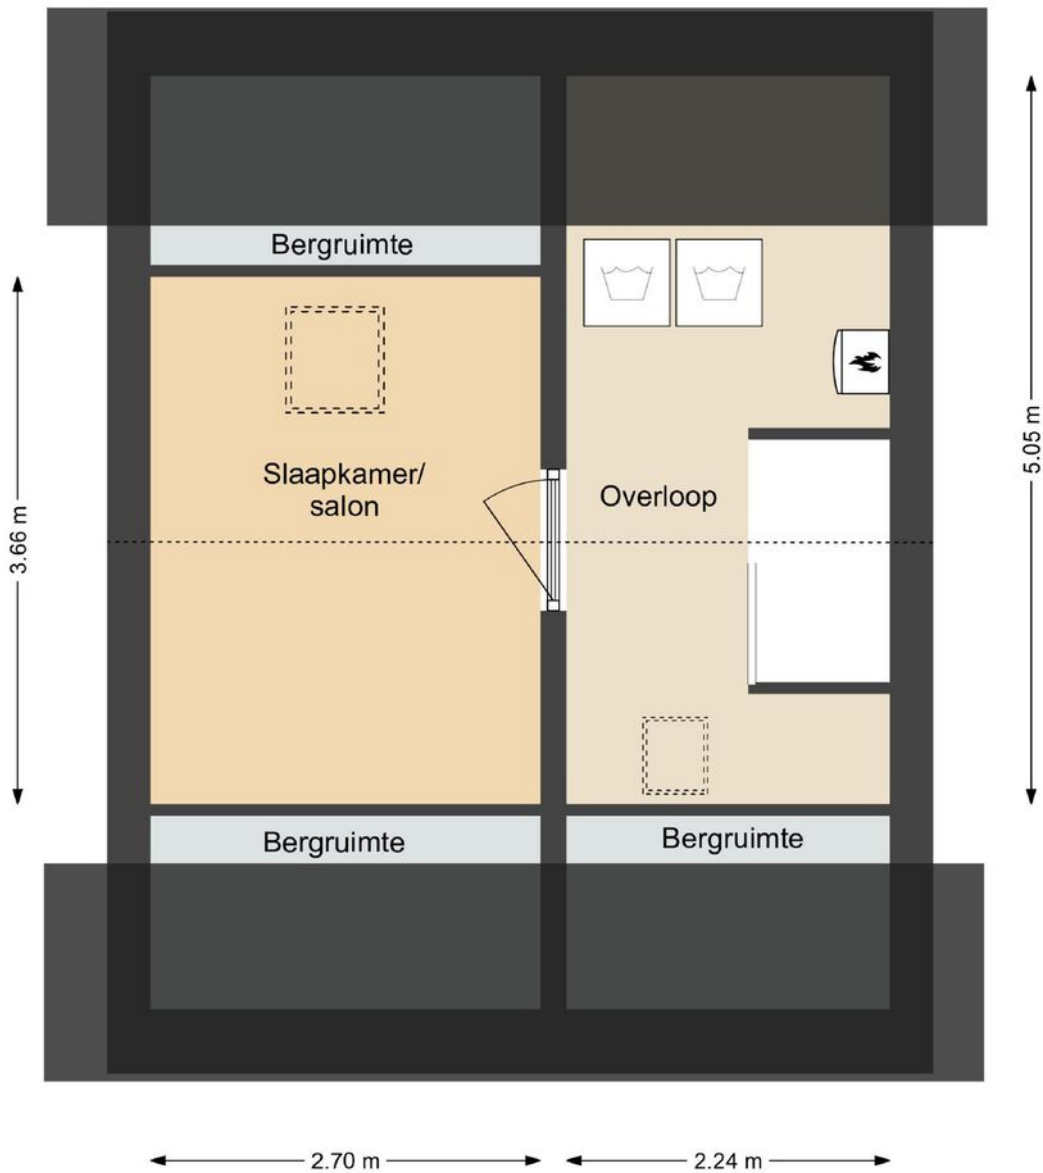 Bergruimte
Slaapkamer/
salon
Overloop
3.66 m
5.05 m
Bergruimte
Bergruimte
2.70 m
2.24 m